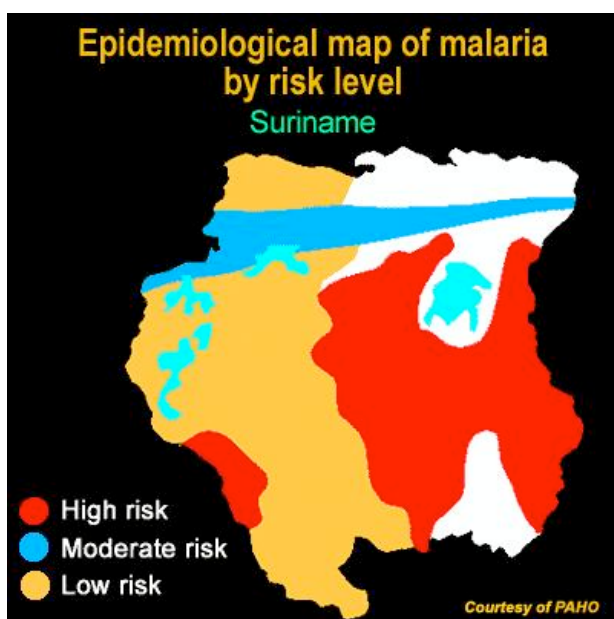 Epidemiological map of malaria
by risk level
Suriname
High risk
Moderate risk
Low risk
Courtesy of PAHO